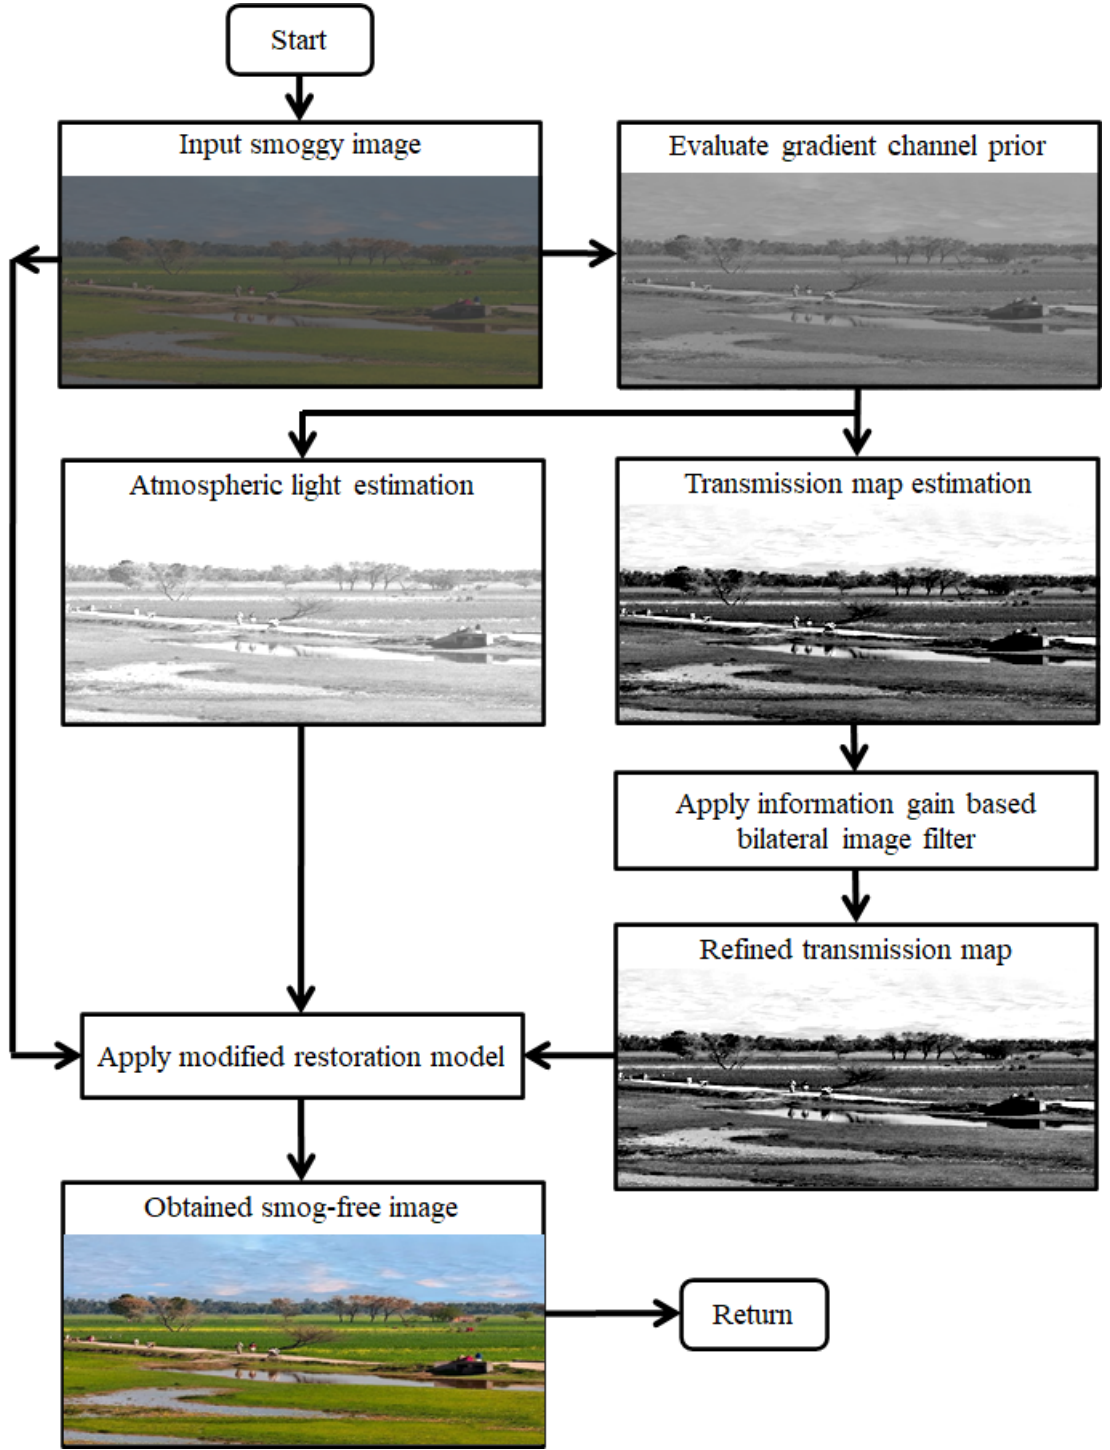 Start
Input smoggy image
Evaluate gradient channel prior
Atmospheric light estimation
Transmission map estimation
Apply information gain based
bilateral image filter
Refined transmission map
Apply modified restoration model
Obtained smog-free image
Return